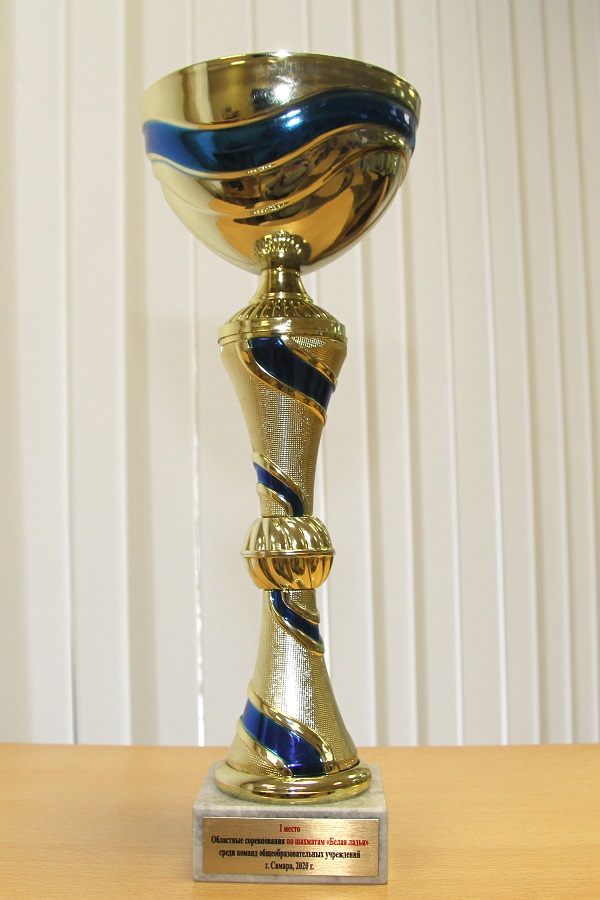 I место
Областные соревнования по шахматам «Белая ладья»
среди команд общеобразовательных учреждений
г. Самара, 2020 г.